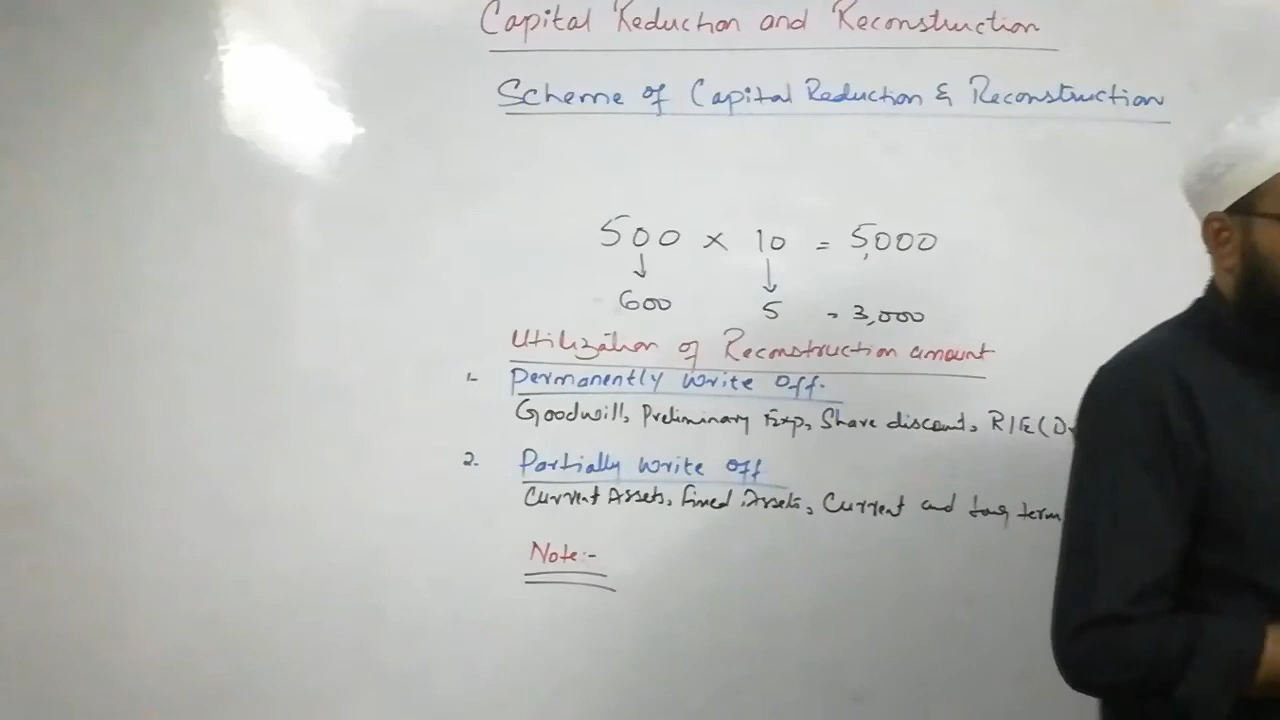 Capital Reduction and Reconstruction
Scheme of Capital Reduction & Reconstruction
500 × 10 = 5,000
↓ ↓
600 5 = 3,000
Utilization of Reconstruction amount
1. Permanently Write Off.
Goodwill, Preliminary Exp, Share discount, R/E (D
2. Partially Write Off
Current Assets, Fixed Assets, Current and Long term
Note:-